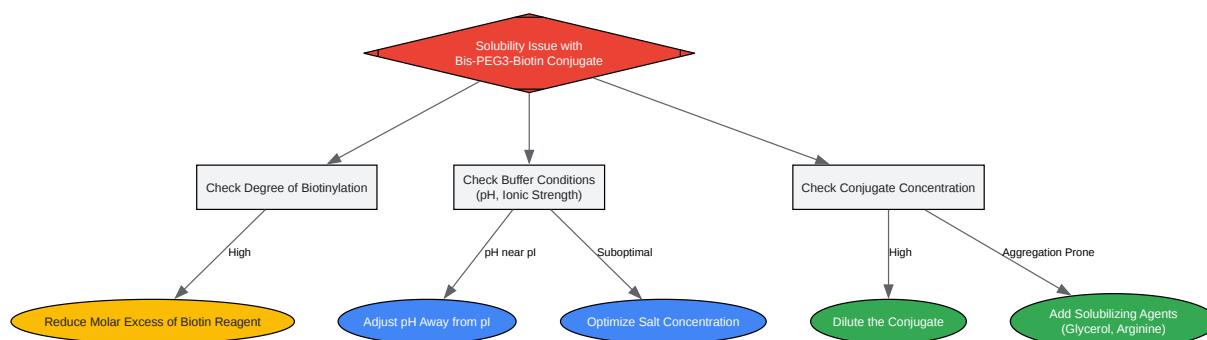 Solubility Issue with
Bis-PEG3-Biotin Conjugate
Check Degree of Biotinylation
Check Buffer Conditions
(pH, Ionic Strength)
Check Conjugate Concentration
High
pH near pI
Suboptimal
High
Aggregation Prone
Reduce Molar Excess of Biotin Reagent
Adjust pH Away from pI
Optimize Salt Concentration
Dilute the Conjugate
Add Solubilizing Agents
(Glycerol, Arginine)